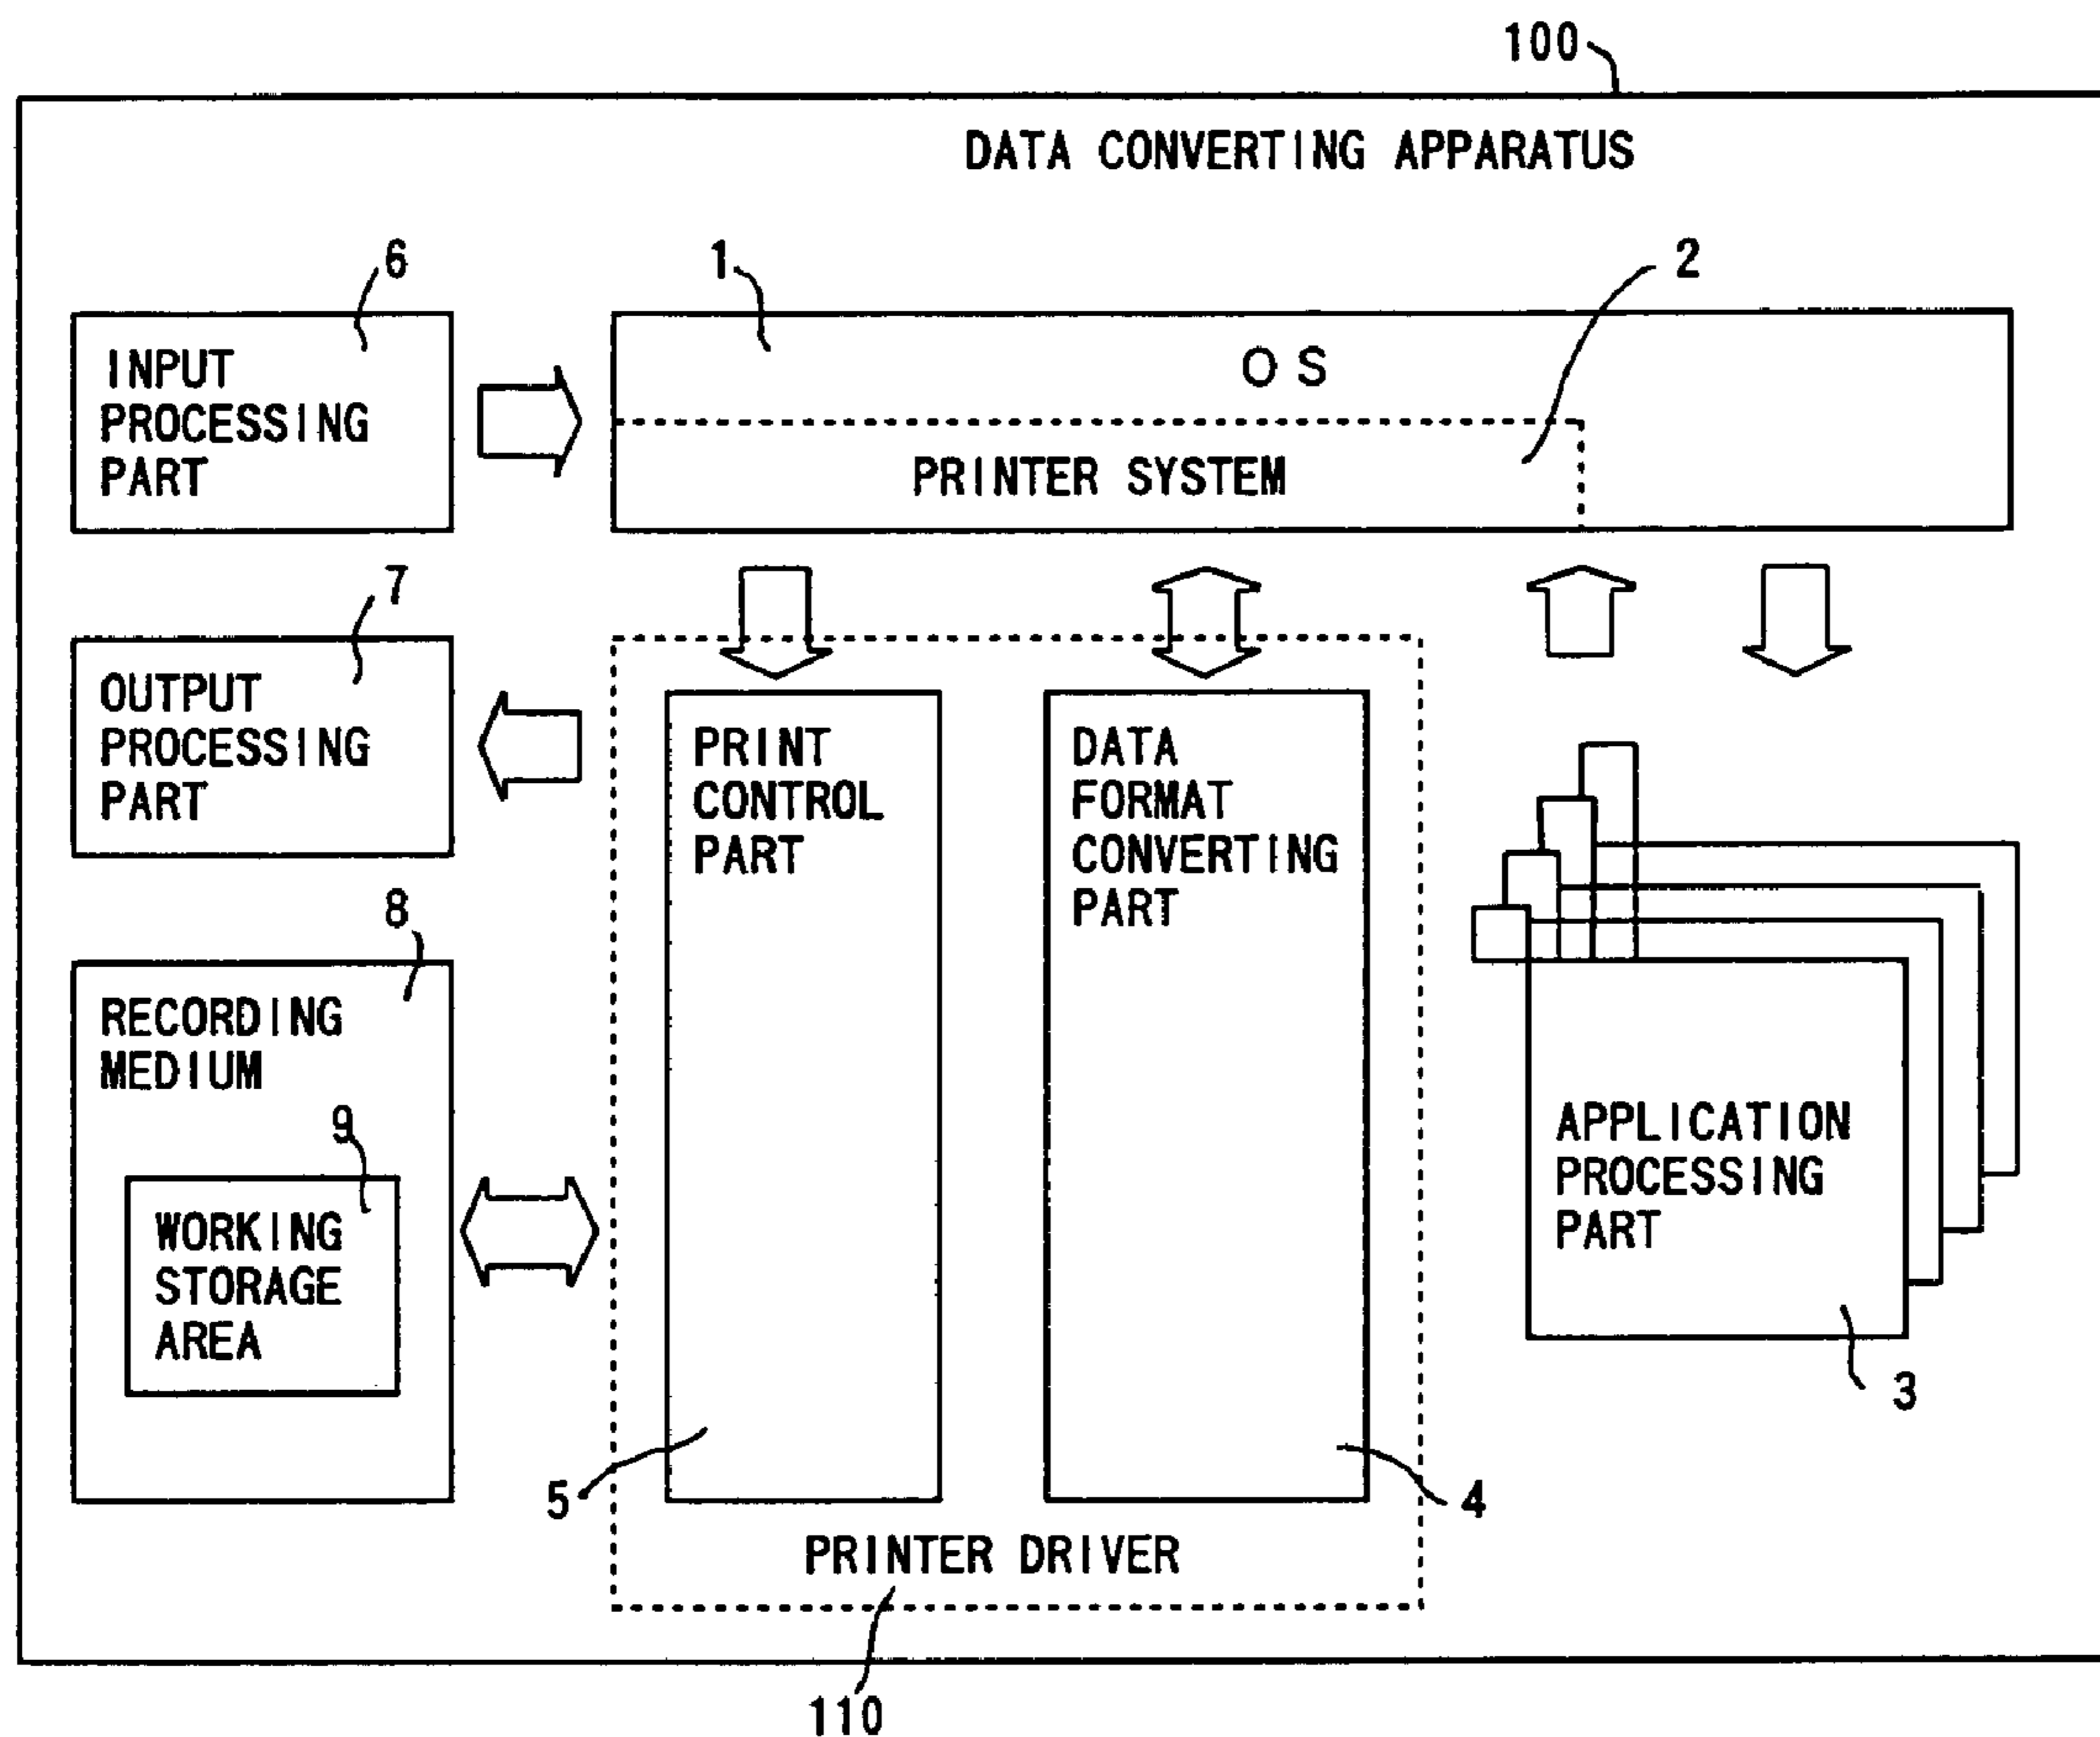 100
DATA CONVERTING APPARATUS
6
1
2
INPUT
PROCESSING
PART
OS
PRINTER SYSTEM
7
OUTPUT
PROCESSING
PART
PRINT
CONTROL
PART
DATA
FORMAT
CONVERTING
PART
8
RECORDING
MEDIUM
9
WORKING
STORAGE
AREA
APPLICATION
PROCESSING
PART
3
5
4
PRINTER DRIVER
110